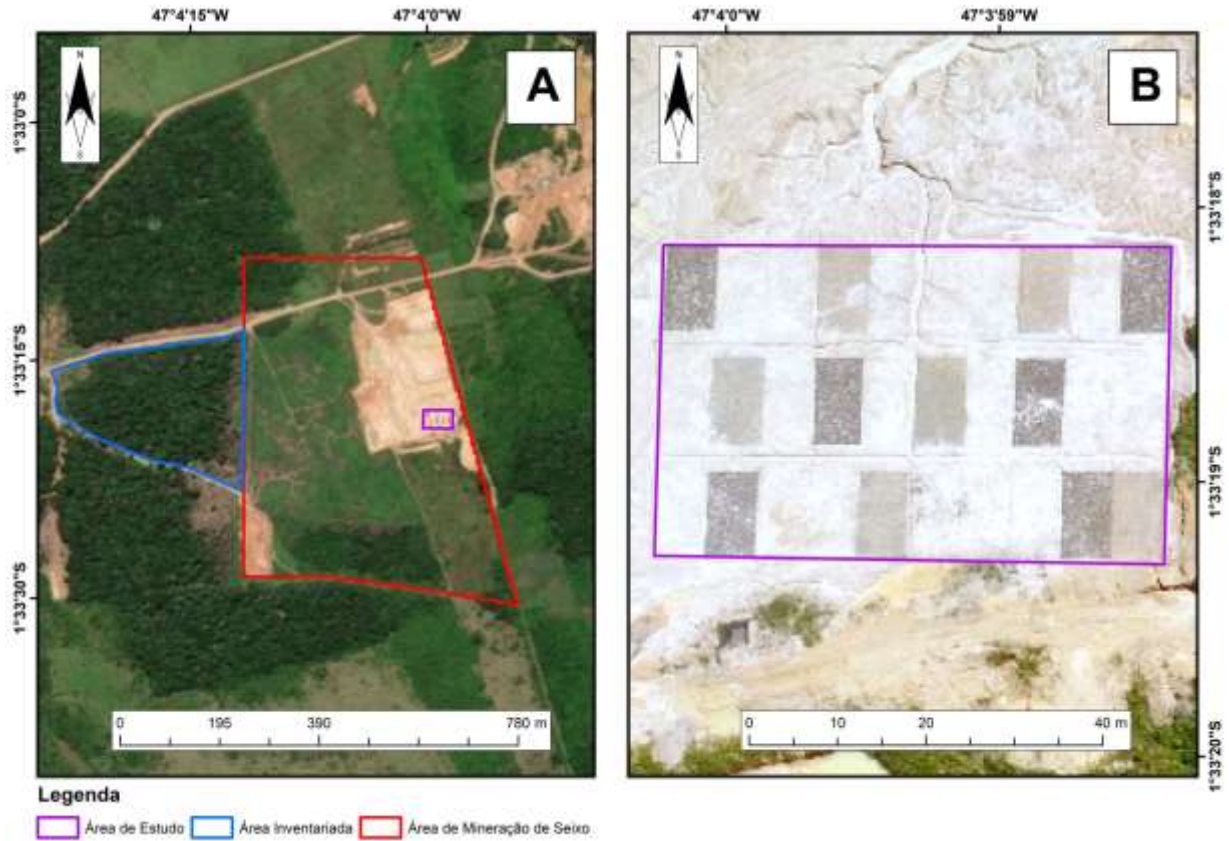 47°4'15"W 47°4'0"W 47°4'0"W 47°3'59"W
N
S
A
N
S
B
1°33'0"S
1°33'18"S
1°33'15"S
1°33'19"S
1°33'30"S
0 195 390 780 m
0 10 20 40 m
1°33'20"S
Legenda
Área de Estudo Área Inventariada Área de Mineração de Seixo